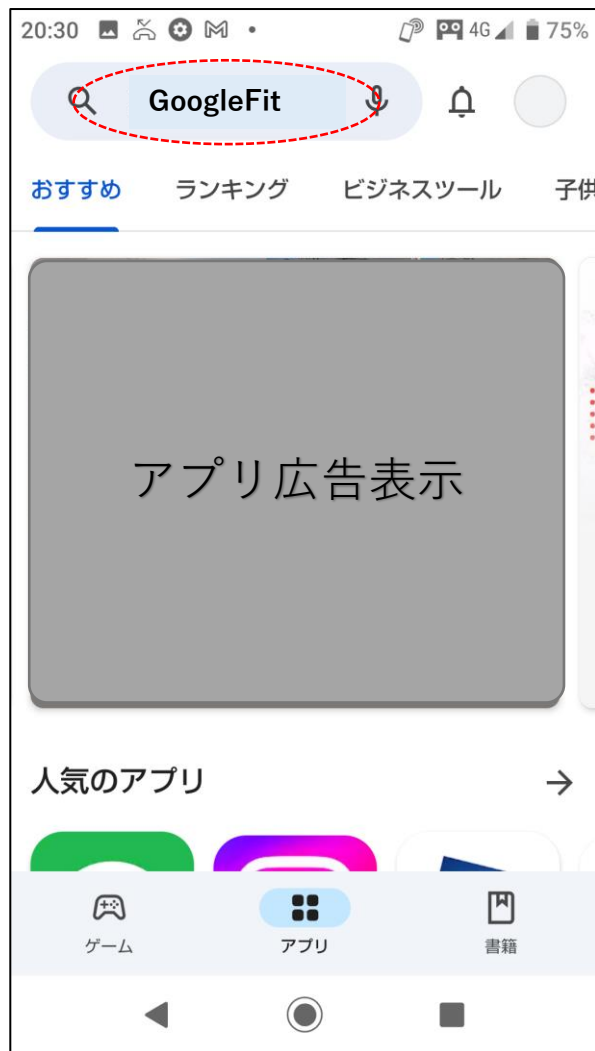 20:30 4G 75%
GoogleFit
おすすめ ランキング ビジネスツール 子供
アプリ広告表示
人気のアプリ
ゲーム アプリ 書籍